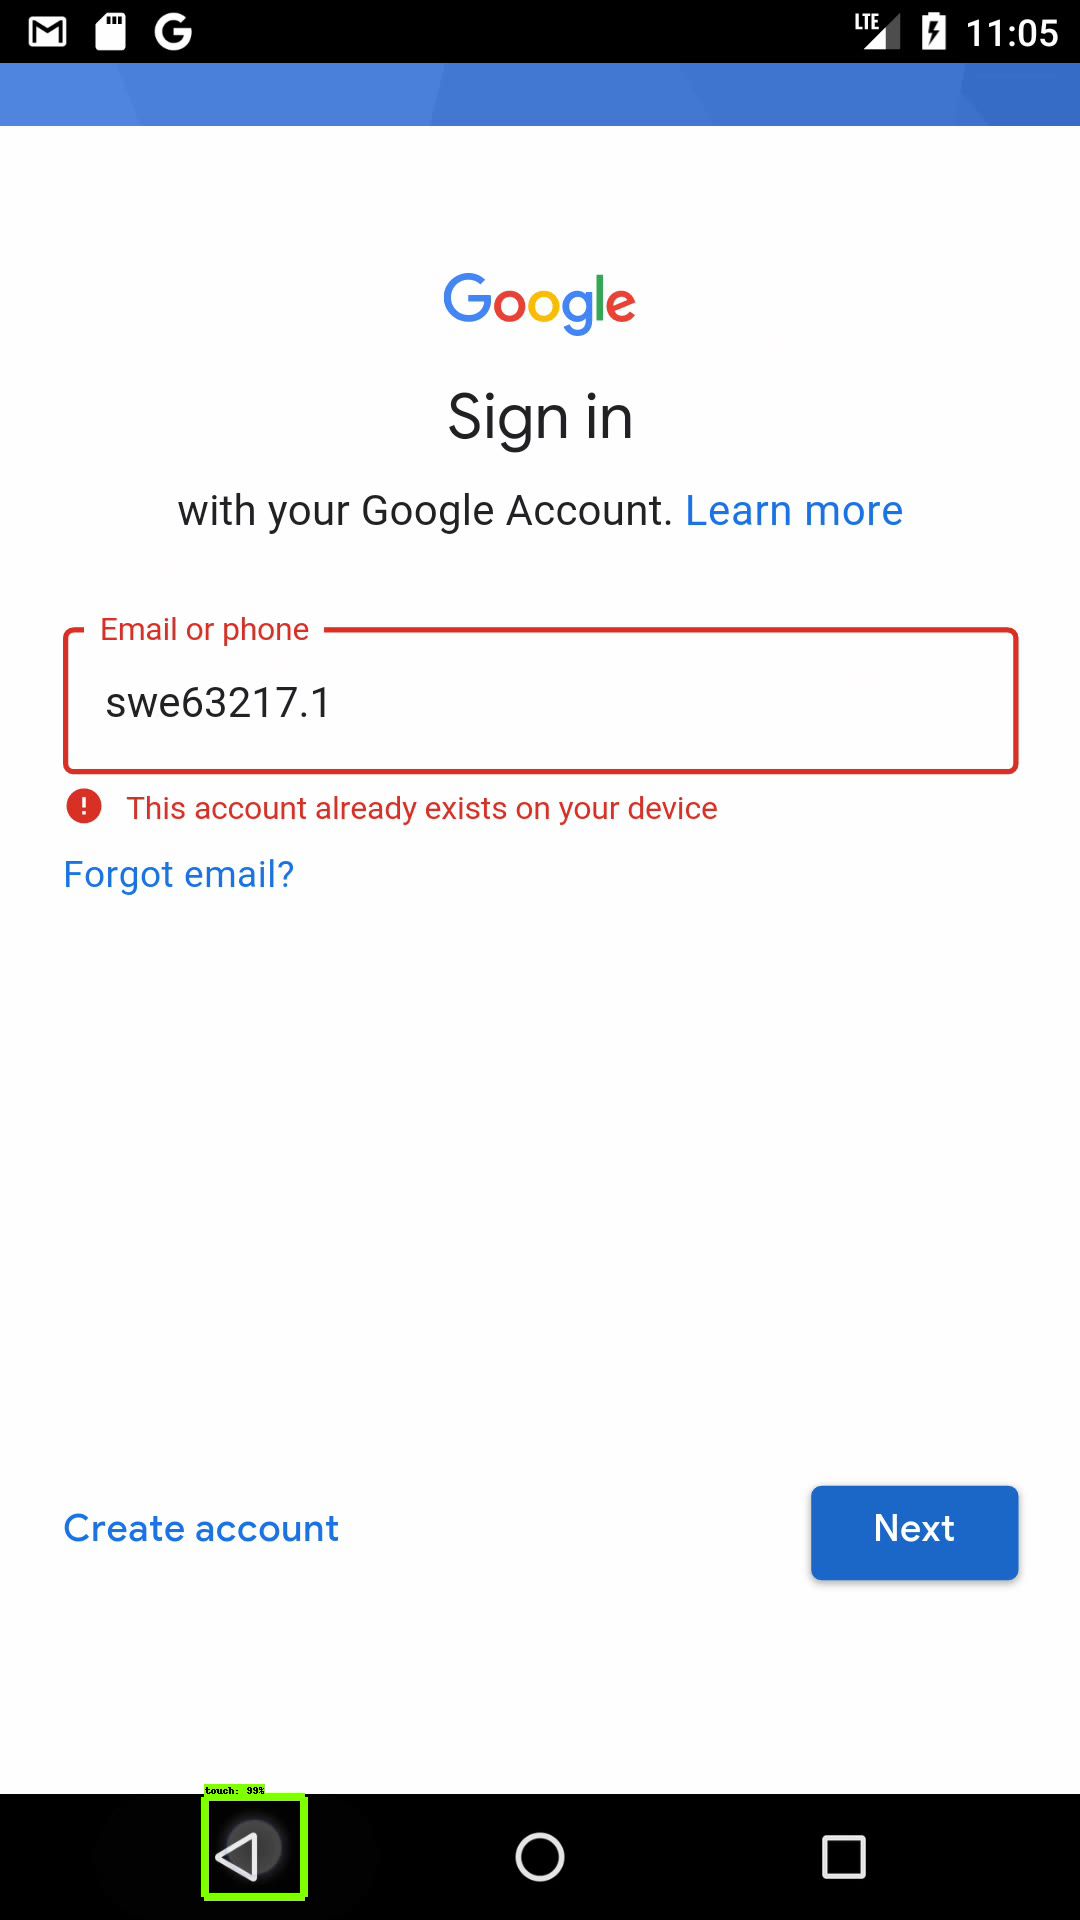 LTE 11:05
Google
Sign in
with your Google Account. Learn more
Email or phone
swe63217.1
This account already exists on your device
Forgot email?
Create account
Next
touch: 99%